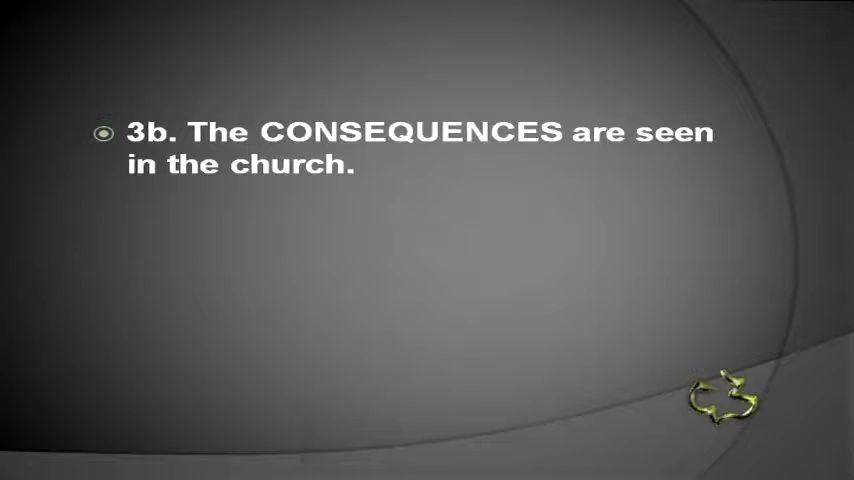 3b. The CONSEQUENCES are seen
in the church.